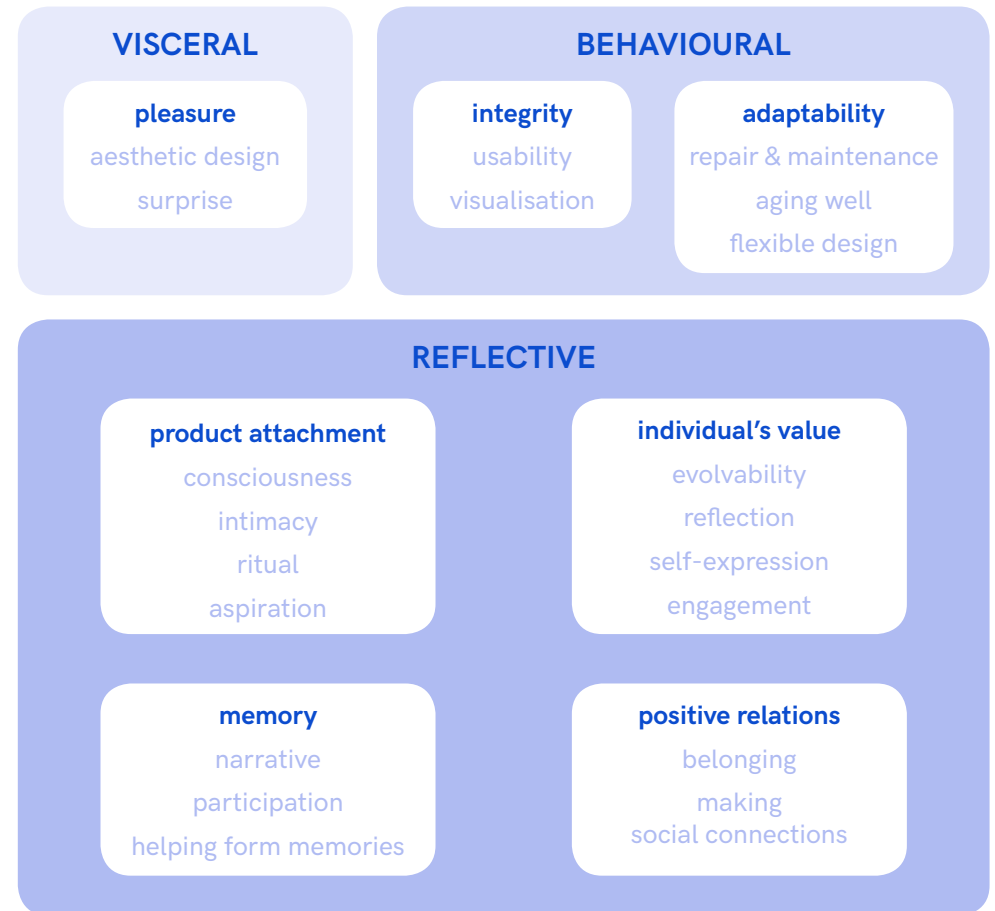 VISCERAL
pleasure
aesthetic design
surprise
BEHAVIOURAL
integrity
usability
visualisation
adaptability
repair & maintenance
aging well
flexible design
REFLECTIVE
product attachment
consciousness
intimacy
ritual
aspiration
individual’s value
evolvability
reflection
self-expression
engagement
memory
narrative
participation
helping form memories
positive relations
belonging
making
social connections